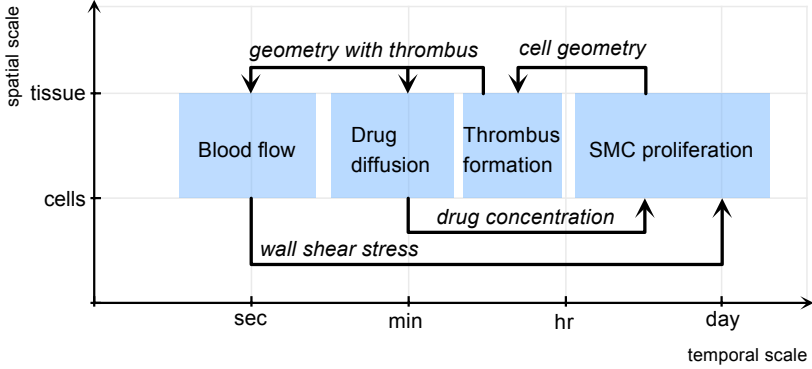 spatial scale
geometry with thrombus
cell geometry
tissue
Blood flow
Drug
diffusion
Thrombus
formation
SMC proliferation
cells
drug concentration
wall shear stress
sec
min
hr
day
temporal scale